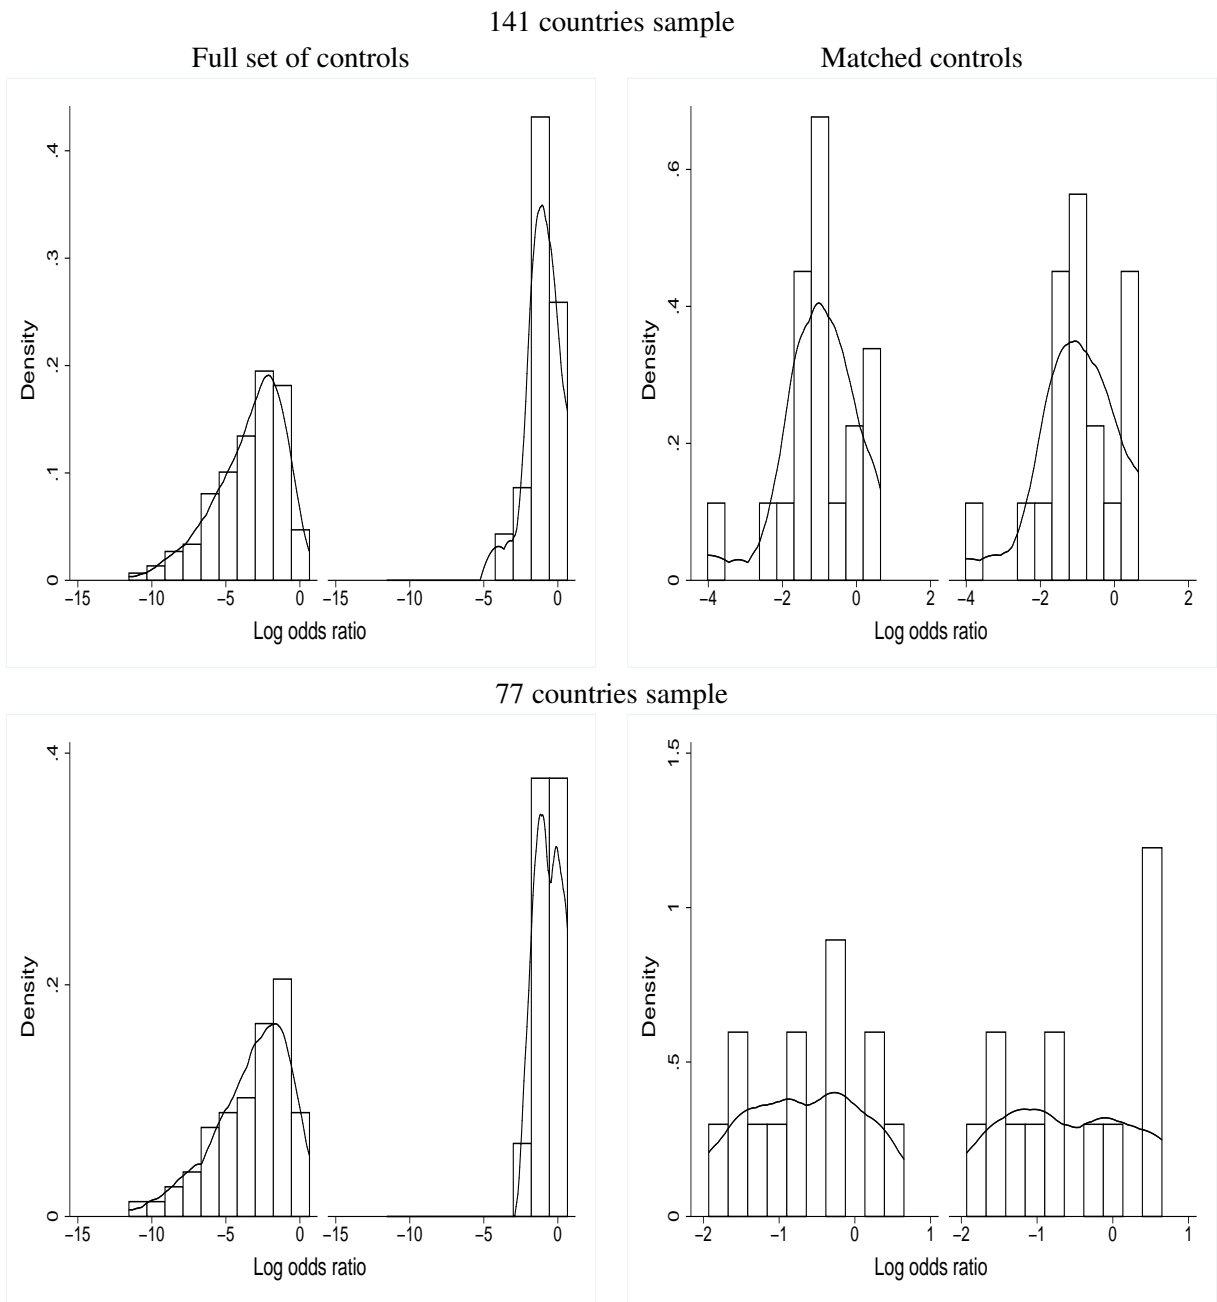 141 countries sample
Full set of controls
Matched controls
Density
0
.1
.2
.3
.4
−15 −10 −5 0 −15 −10 −5 0
Log odds ratio
Density
0
.2
.4
.6
−4 −2 0 2 −4 −2 0 2
Log odds ratio
77 countries sample
Density
0
.2
.4
−15 −10 −5 0 −15 −10 −5 0
Log odds ratio
Density
0
.5
1
1.5
−2 −1 0 1 −2 −1 0 1
Log odds ratio